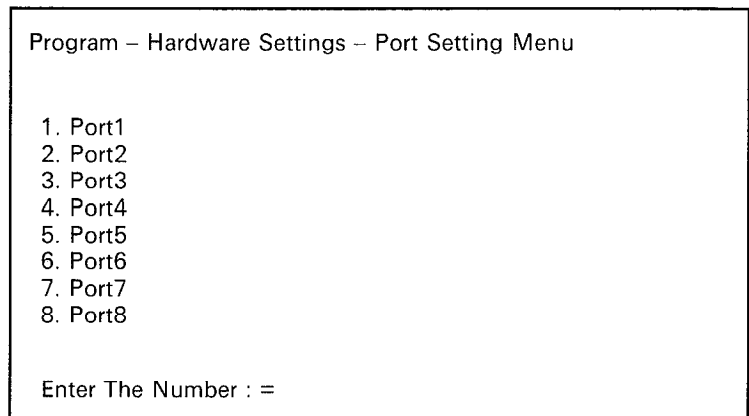 Program – Hardware Settings – Port Setting Menu
1. Port1
2. Port2
3. Port3
4. Port4
5. Port5
6. Port6
7. Port7
8. Port8
Enter The Number : =